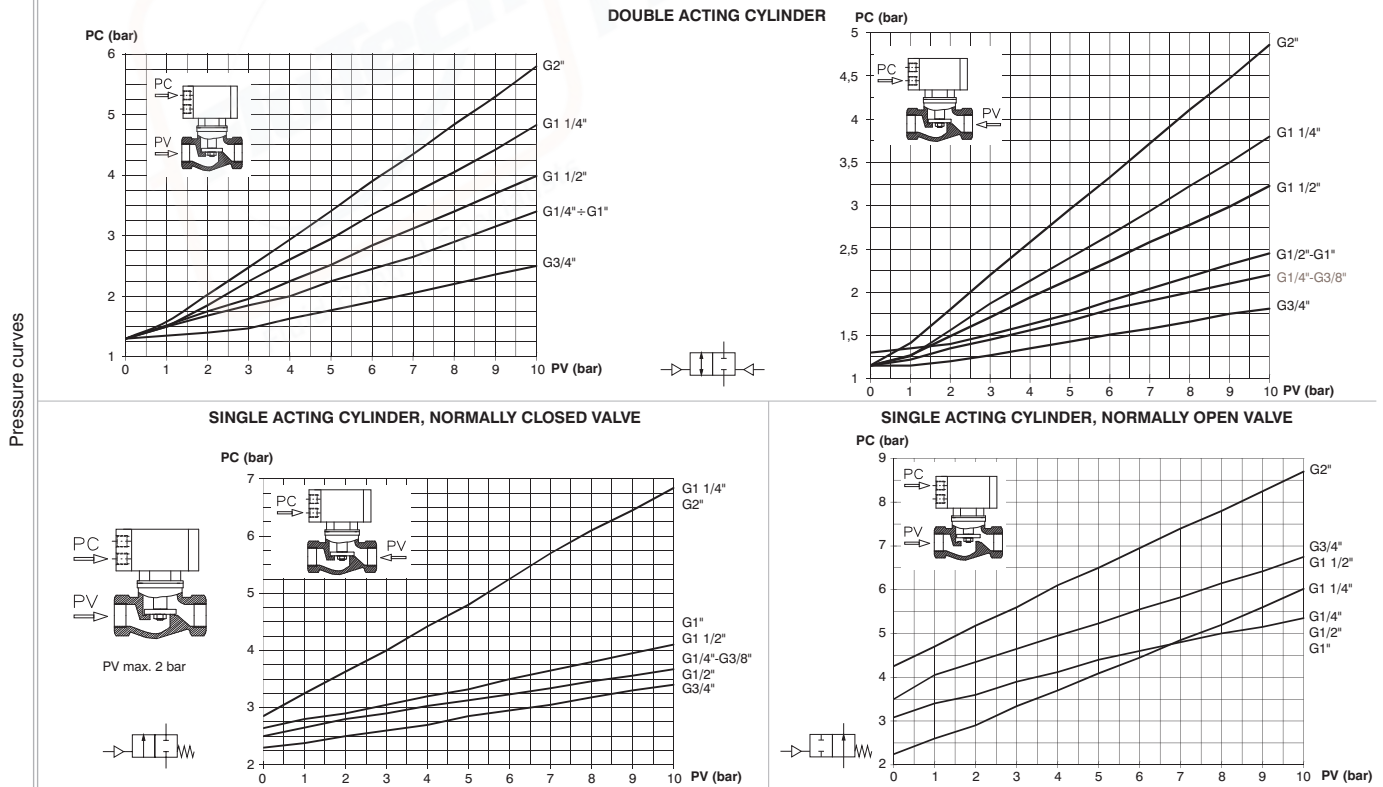 Pressure curves
DOUBLE ACTING CYLINDER
PC (bar)
6
5
4
3
2
1
PC
PV
G2"
G1 1/4"
G1 1/2"
G1/4"÷G1"
G3/4"
0 1 2 3 4 5 6 7 8 9 10 PV (bar)
PC (bar)
5
4,5
4
3,5
3
2,5
2
1,5
1
PC
PV
G2"
G1 1/4"
G1 1/2"
G1/2"-G1"
G1/4"-G3/8"
G3/4"
0 1 2 3 4 5 6 7 8 9 10 PV (bar)
SINGLE ACTING CYLINDER, NORMALLY CLOSED VALVE
PC
PV
PV max. 2 bar
PC (bar)
7
6
5
4
3
2
PC
PV
G1 1/4"
G2"
G1"
G1 1/2"
G1/4"-G3/8"
G1/2"
G3/4"
0 1 2 3 4 5 6 7 8 9 10 PV (bar)
SINGLE ACTING CYLINDER, NORMALLY OPEN VALVE
PC (bar)
9
8
7
6
5
4
3
2
PC
PV
G2"
G3/4"
G1 1/2"
G1 1/4"
G1/4"
G1/2"
G1"
0 1 2 3 4 5 6 7 8 9 10 PV (bar)